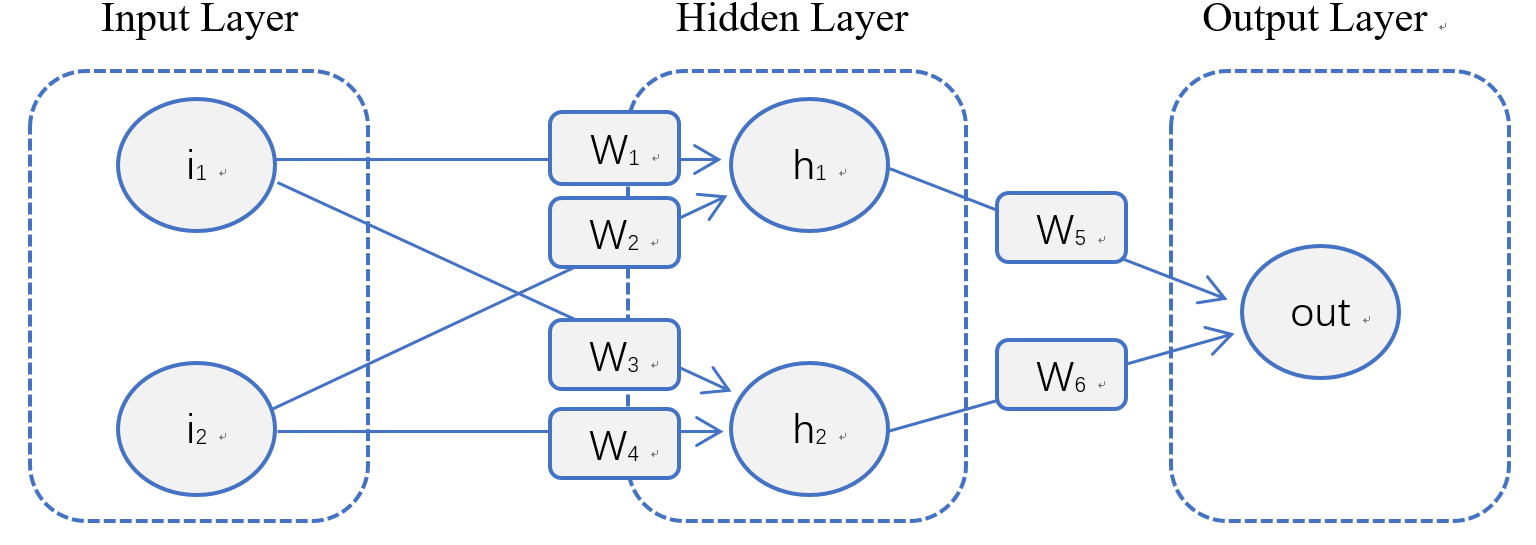 Input Layer Hidden Layer Output Layer
i1 W1 h1
W2 W5
out
W3 W6
i2 W4 h2